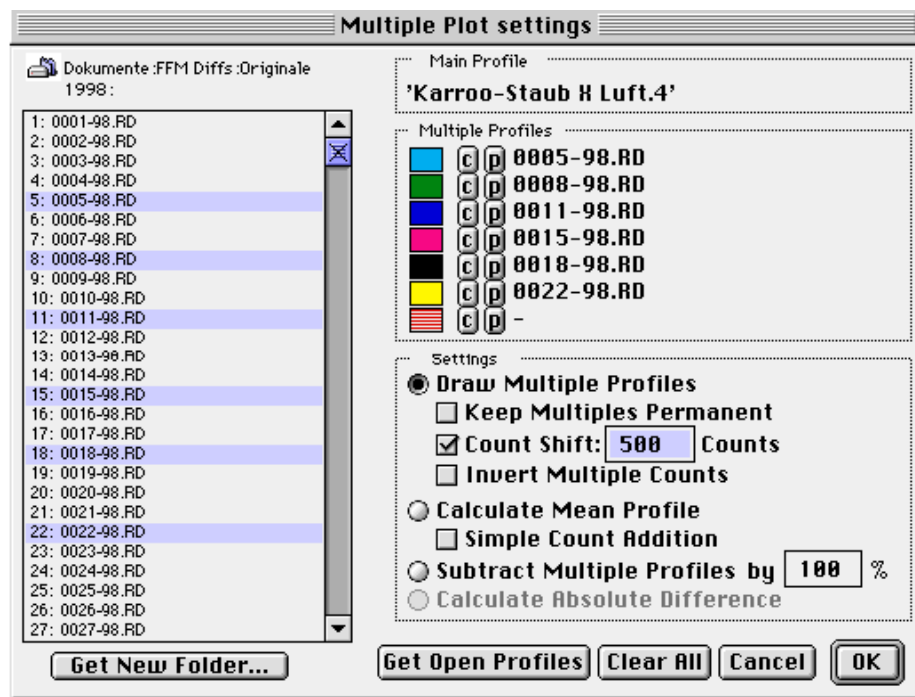 Multiple Plot settings
Dokumente :FFM Diffs :Originale
1998 :
1: 0001-98.RD
2: 0002-98.RD
3: 0003-98.RD
4: 0004-98.RD
5: 0005-98.RD
6: 0006-98.RD
7: 0007-98.RD
8: 0008-98.RD
9: 0009-98.RD
10: 0010-98.RD
11: 0011-98.RD
12: 0012-98.RD
13: 0013-98.RD
14: 0014-98.RD
15: 0015-98.RD
16: 0016-98.RD
17: 0017-98.RD
18: 0018-98.RD
19: 0019-98.RD
20: 0020-98.RD
21: 0021-98.RD
22: 0022-98.RD
23: 0023-98.RD
24: 0024-98.RD
25: 0025-98.RD
26: 0026-98.RD
27: 0027-98.RD
Get New Folder...
Main Profile
'Karroo-Staub X Luft.4'
Multiple Profiles
c p 0005-98.RD
c p 0008-98.RD
c p 0011-98.RD
c p 0015-98.RD
c p 0018-98.RD
c p 0022-98.RD
c p -
Settings
Draw Multiple Profiles
Keep Multiples Permanent
Count Shift: 500 Counts
Invert Multiple Counts
Calculate Mean Profile
Simple Count Addition
Subtract Multiple Profiles by 100 %
Calculate Absolute Difference
Get Open Profiles Clear All Cancel OK